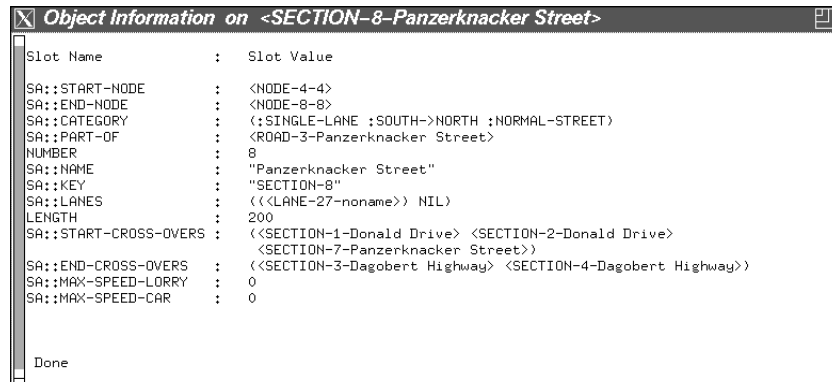 Object Information on <SECTION-8-Panzerknacker Street>
Slot Name : Slot Value
SA::START-NODE : <NODE-4-4>
SA::END-NODE : <NODE-8-8>
SA::CATEGORY : (:SINGLE-LANE :SOUTH->NORTH :NORMAL-STREET)
SA::PART-OF : <ROAD-3-Panzerknacker Street>
NUMBER : 8
SA::NAME : "Panzerknacker Street"
SA::KEY : "SECTION-8"
SA::LANES : ((<LANE-27-noname>) NIL)
LENGTH : 200
SA::START-CROSS-OVERS : (<SECTION-1-Donald Drive> <SECTION-2-Donald Drive>
<SECTION-7-Panzerknacker Street>)
SA::END-CROSS-OVERS : (<SECTION-3-Dagobert Highway> <SECTION-4-Dagobert Highway>)
SA::MAX-SPEED-LORRY : 0
SA::MAX-SPEED-CAR : 0
Done